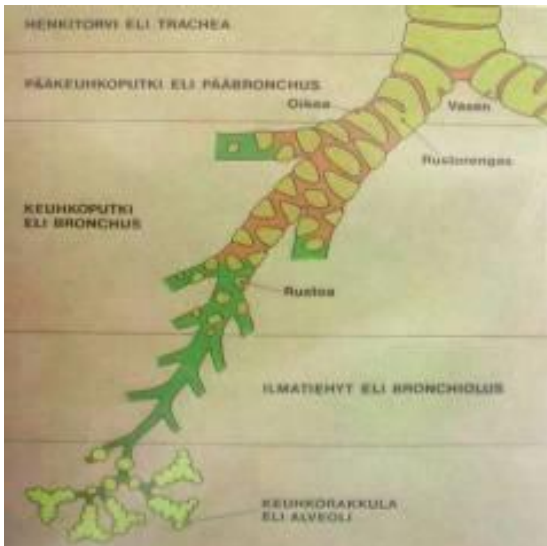 HENKITORVI ELI TRACHEA
PÄÄKEUHKOPUTKI ELI PÄÄBRONCHUS
Oikea
Vasen
Rustorengas
KEUHKOPUTKI
ELI BRONCHUS
Rustoa
ILMATIEHYT ELI BRONCHIOLUS
KEUHKORAKKULA
ELI ALVEOLI